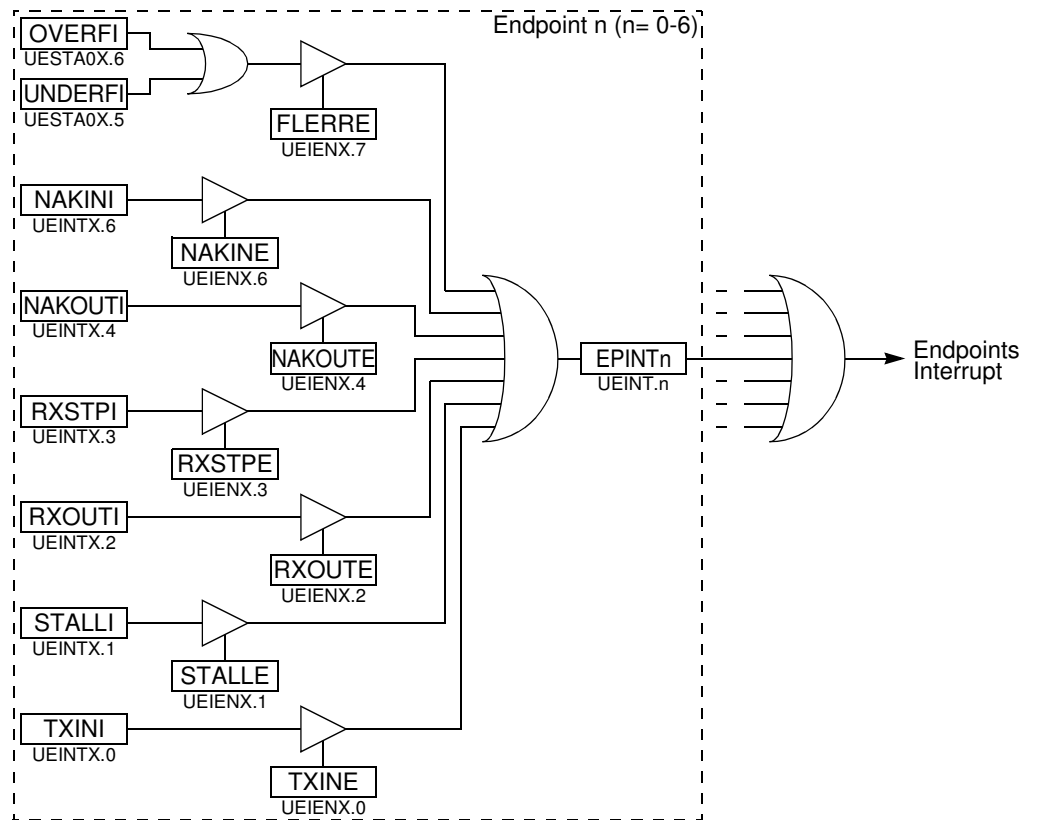 Endpoint n (n= 0-6)
OVERFI
UESTA0X.6
UNDERFI
UESTA0X.5
FLERRE
UEIENX.7
NAKINI
UEINTX.6
NAKINE
UEIENX.6
NAKOUTI
UEINTX.4
NAKOUTE
UEIENX.4
RXSTPI
UEINTX.3
RXSTPE
UEIENX.3
RXOUTI
UEINTX.2
RXOUTE
UEIENX.2
STALLI
UEINTX.1
STALLE
UEIENX.1
TXINI
UEINTX.0
TXINE
UEIENX.0
EPINTn
UEINT.n
Endpoints
Interrupt